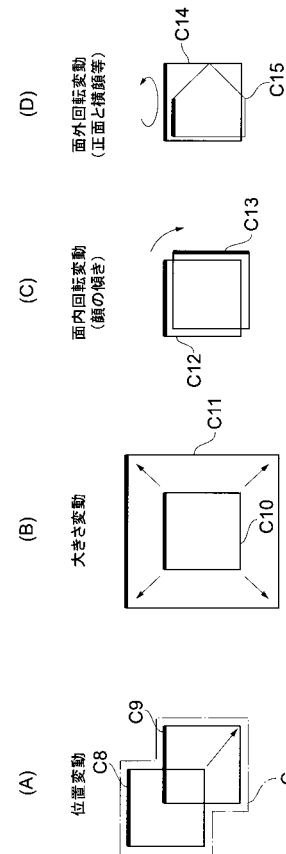 (A)
位置変動
C8
C9
C
(B)
大きさ変動
C10
C11
(C)
面内回転変動
(顔の傾き)
C12
C13
(D)
面外回転変動
(正面と横顔等)
C14
C15